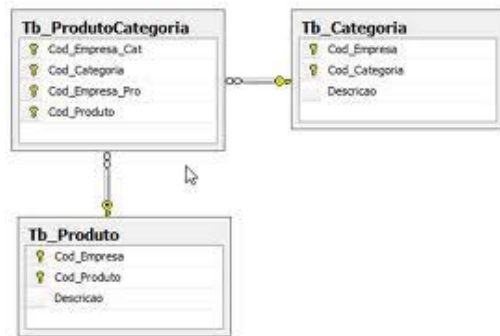 Tb_ProdutoCategoria
Cod_Empresa_Cat
Cod_Categoria
Cod_Empresa_Pro
Cod_Produto
Tb_Categoria
Cod_Empresa
Cod_Categoria
Descricao
Tb_Produto
Cod_Empresa
Cod_Produto
Descricao